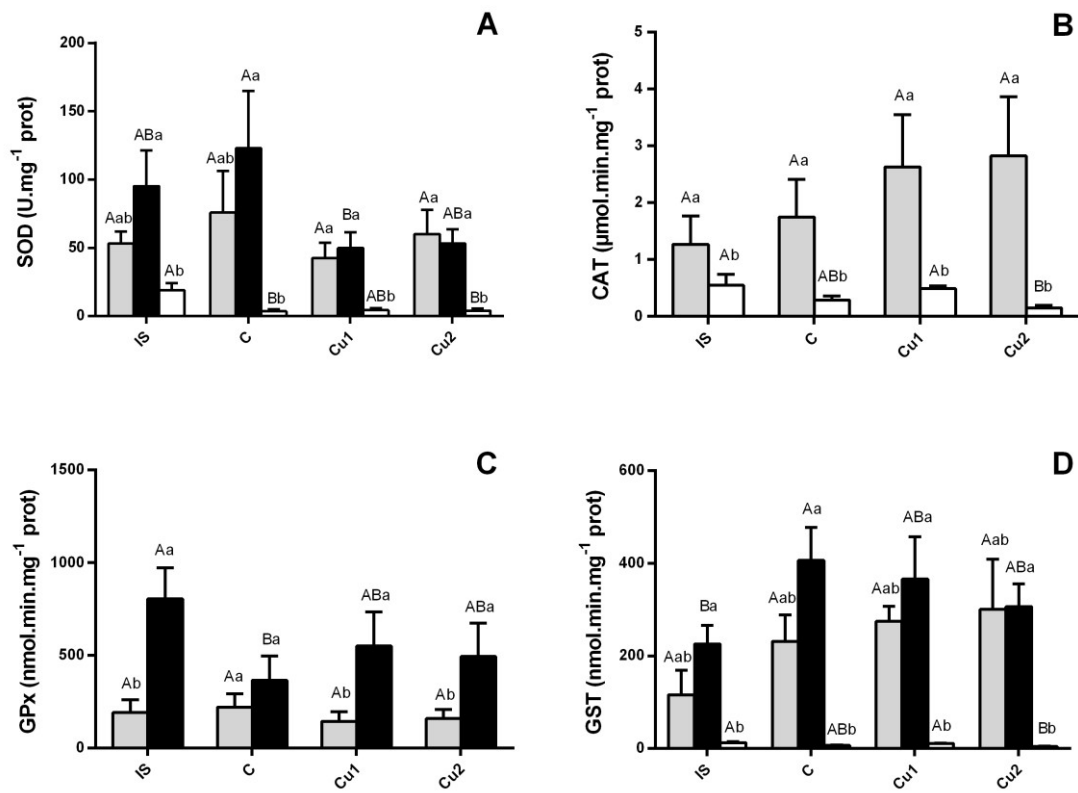 A
SOD (U.mg⁻¹ prot)
200
150
100
50
0
Aab
ABa
Ab
Aab
Aa
Bb
Aa
Ba
ABb
Aa
ABa
Bb
IS
C
Cu1
Cu2
B
CAT (µmol.min.mg⁻¹ prot)
5
4
3
2
1
0
Aa
Ab
Aa
ABb
Aa
Ab
Aa
Bb
IS
C
Cu1
Cu2
C
GPx (nmol.min.mg⁻¹ prot)
1500
1000
500
0
Ab
Aa
Aa
Ba
Ab
ABa
Ab
ABa
IS
C
Cu1
Cu2
D
GST (nmol.min.mg⁻¹ prot)
600
400
200
0
Aab
Ba
Ab
Aab
Aa
ABb
Aab
ABa
Ab
Aab
ABa
Bb
IS
C
Cu1
Cu2